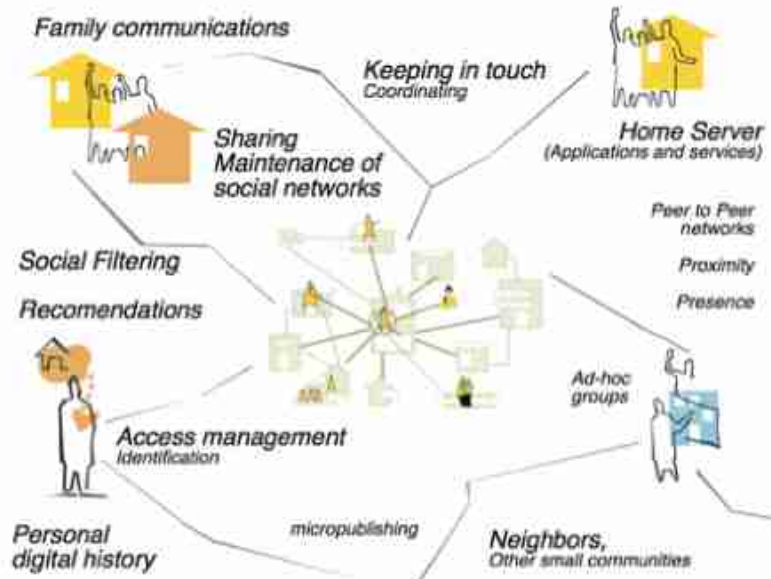 Family communications
Keeping in touch
Coordinating
Home Server
(Applications and services)
Sharing
Maintenance of
social networks
Peer to Peer
networks
Proximity
Presence
Social Filtering
Recomendations
Ad-hoc
groups
Access management
Identification
Personal
digital history
micropublishing
Neighbors,
Other small communities